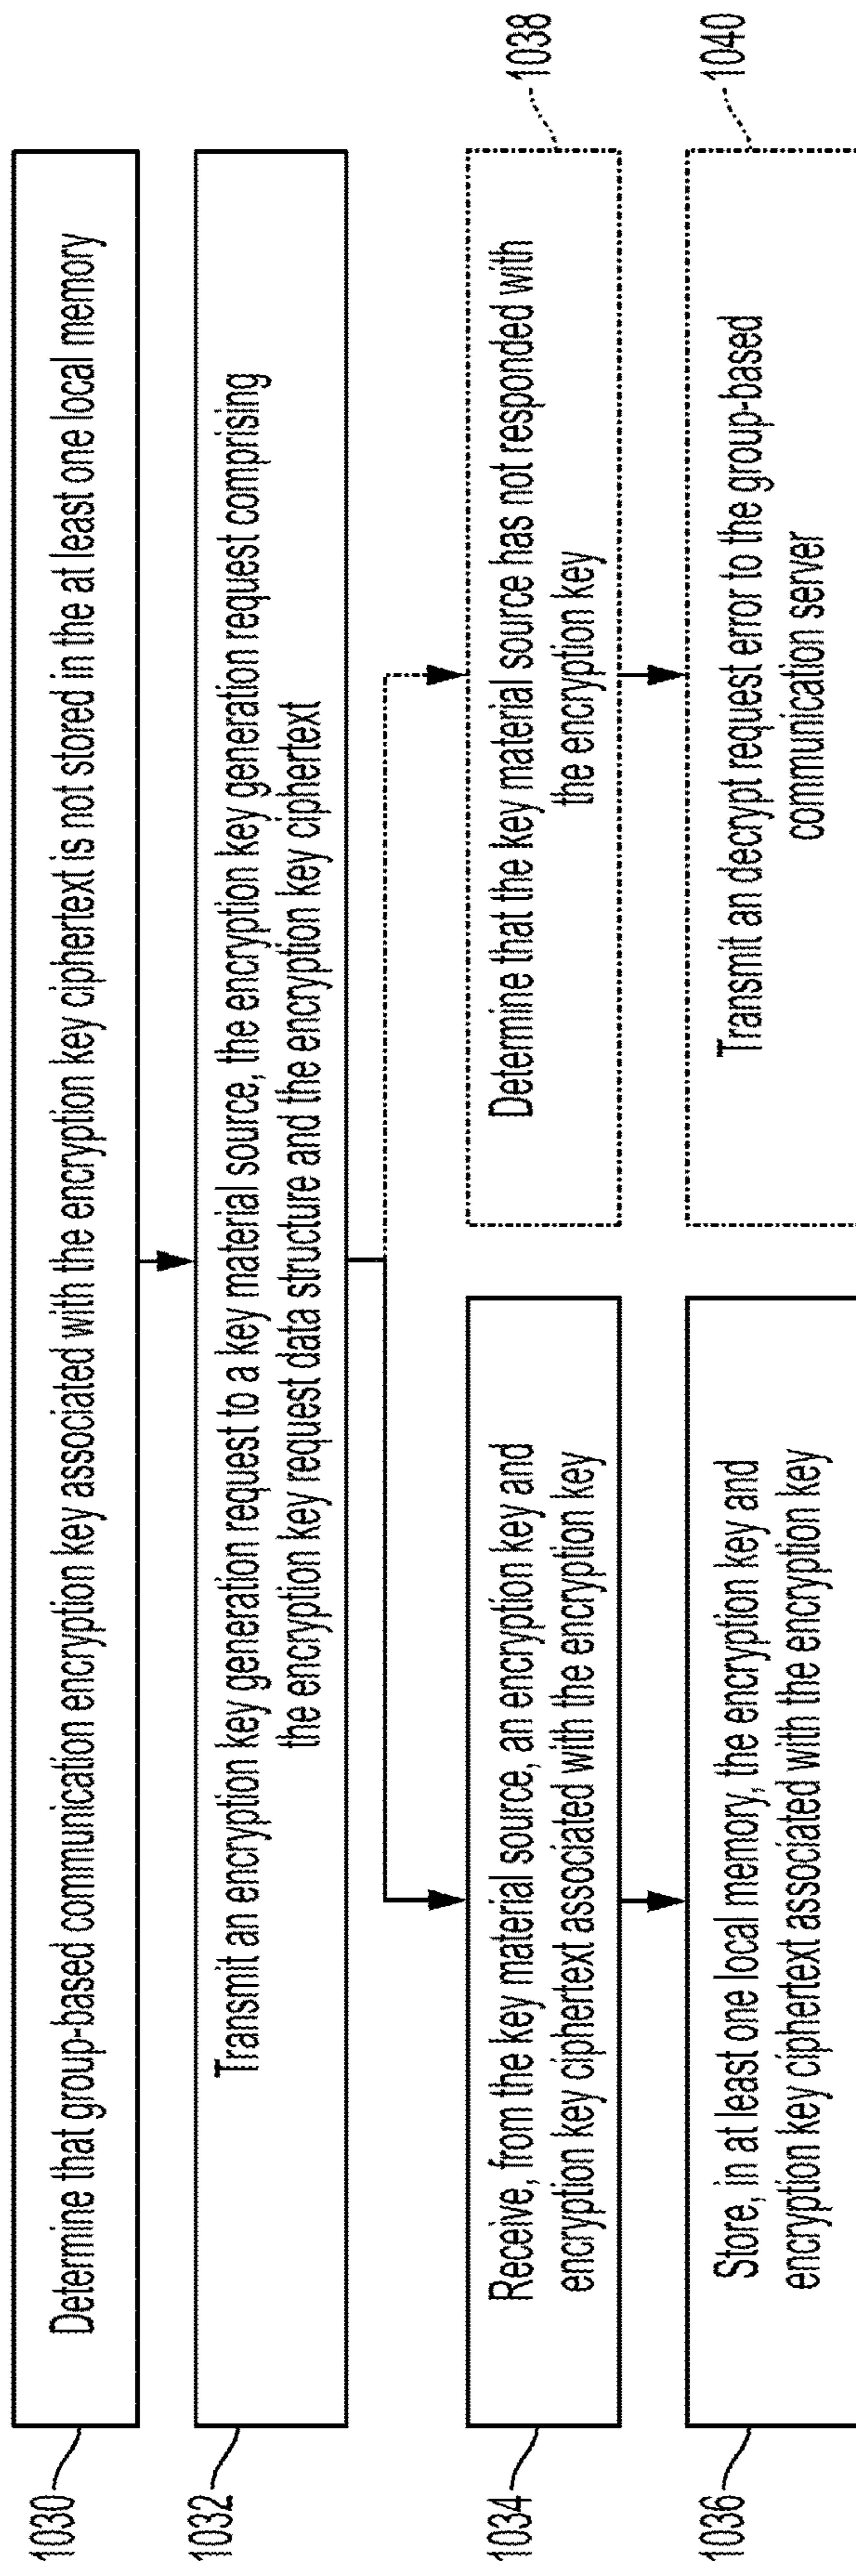 1030
Determine that group-based communication encryption key associated with the encryption key ciphertext is not stored in the at least one local memory
1032
Transmit an encryption key generation request to a key material source, the encryption key generation request comprising
the encryption key request data structure and the encryption key ciphertext
1034
Receive, from the key material source, an encryption key and
encryption key ciphertext associated with the encryption key
1038
Determine that the key material source has not responded with
the encryption key
1036
Store, in at least one local memory, the encryption key and
encryption key ciphertext associated with the encryption key
1040
Transmit an decrypt request error to the group-based
communication server